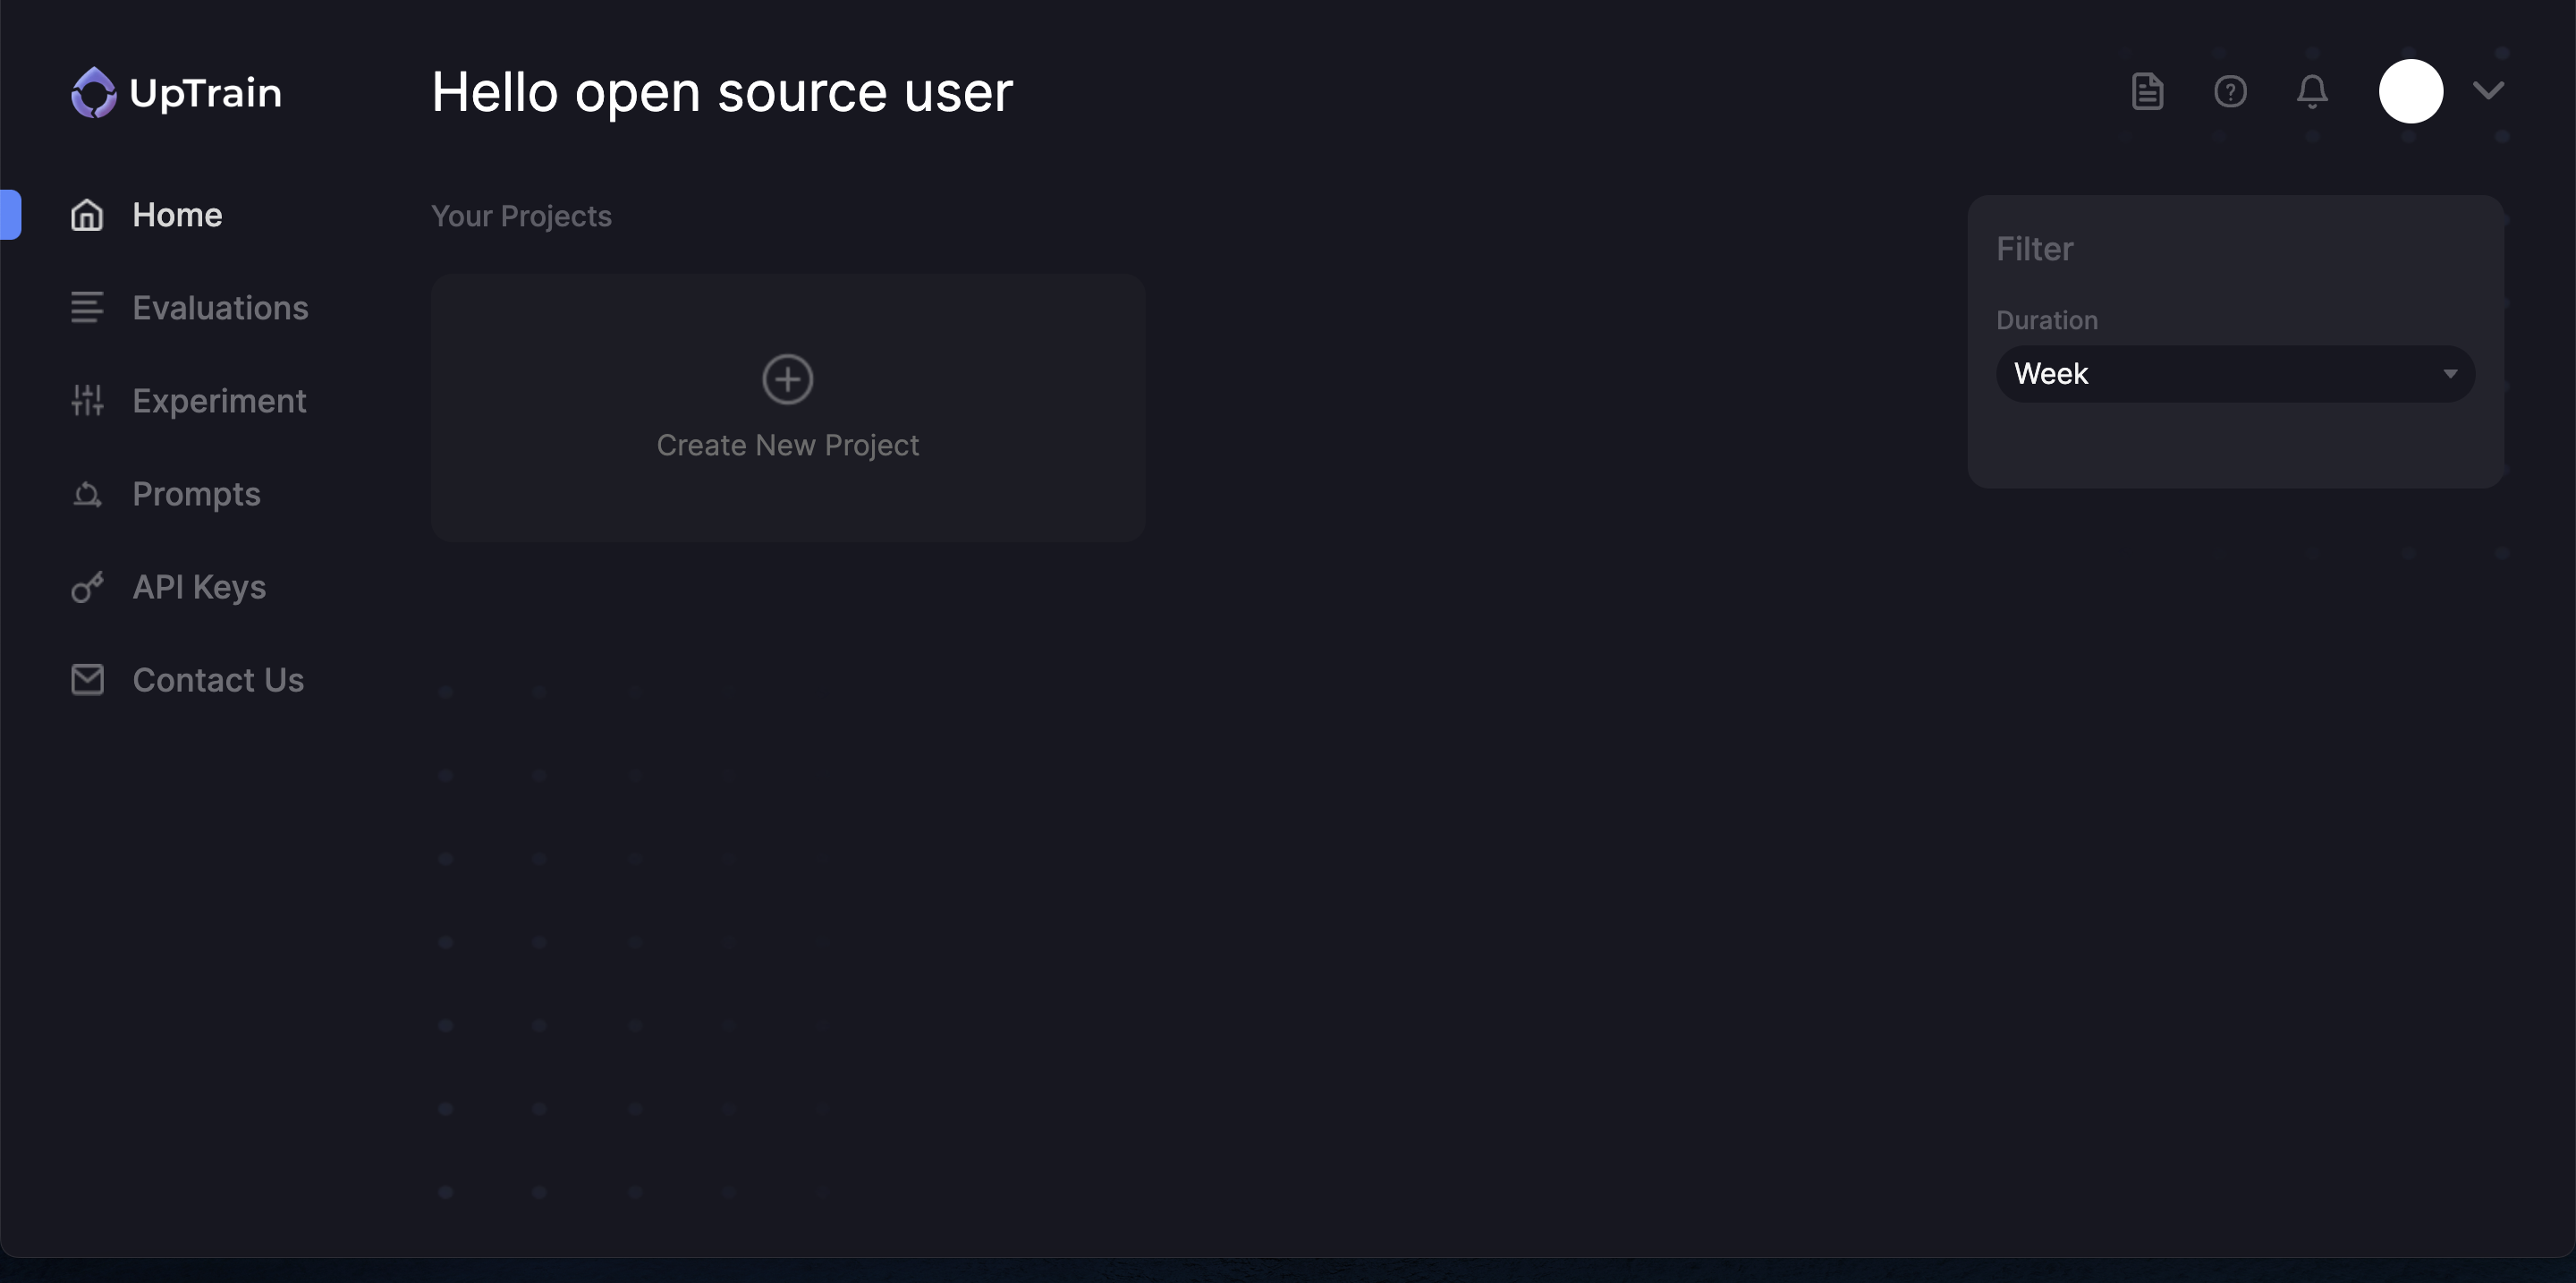 UpTrain
Hello open source user
Home
Evaluations
Experiment
Prompts
API Keys
Contact Us
Your Projects
Create New Project
Filter
Duration
Week